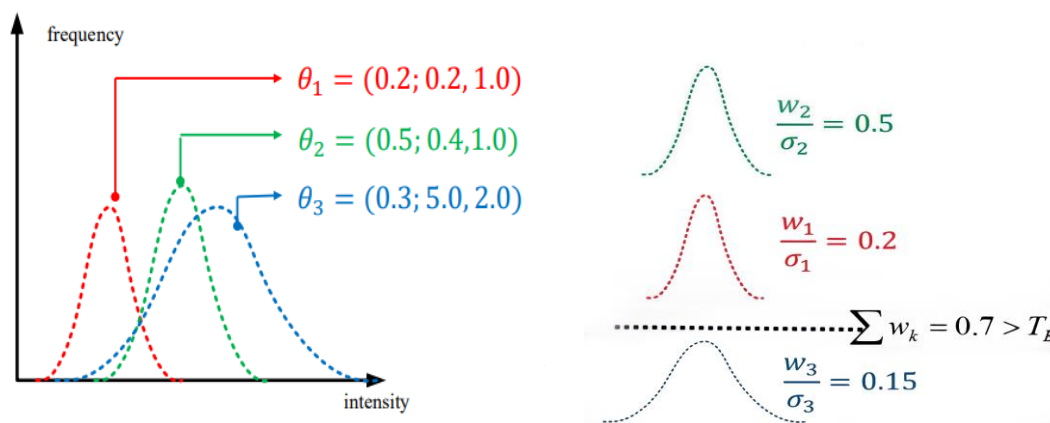 frequency
θ₁ = (0.2; 0.2, 1.0)
θ₂ = (0.5; 0.4,1.0)
θ₃ = (0.3; 5.0, 2.0)
intensity
w₂/σ₂ = 0.5
w₁/σ₁ = 0.2
∑ wₖ = 0.7 > T
w₃/σ₃ = 0.15